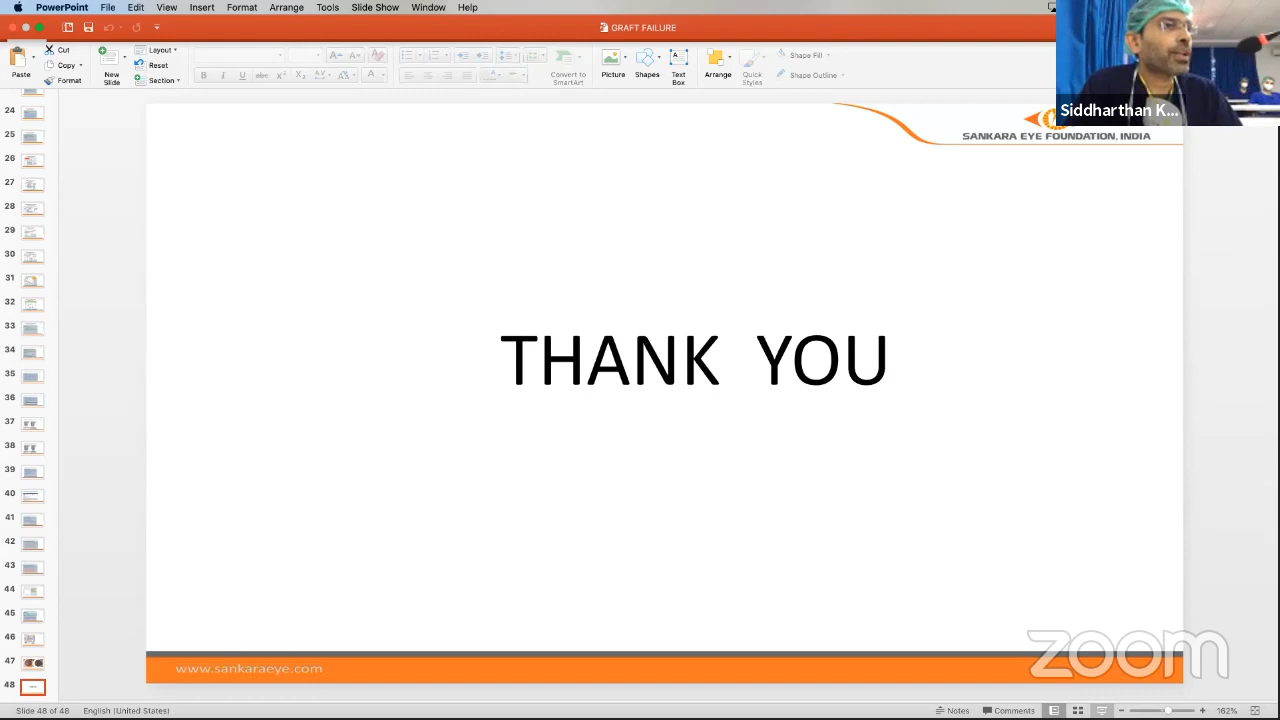 PowerPoint File Edit View Insert Format Arrange Tools Slide Show Window Help
GRAFT FAILURE
Paste
Cut
Copy
Format
New
Slide
Layout
Reset
Section
B I U abc X² X₂
Convert to
SmartArt
Picture
Shapes
Text
Box
Arrange
Quick
Styles
Shape Fill
Shape Outline
Siddharthan K...
SANKARA EYE FOUNDATION, INDIA
24
25
26
27
28
29
30
31
32
33
34
35
36
37
38
39
40
41
42
43
44
45
46
47
48
THANK YOU
www.sankaraeye.com
zoom
Slide 48 of 48 English (United States) Notes Comments 162%